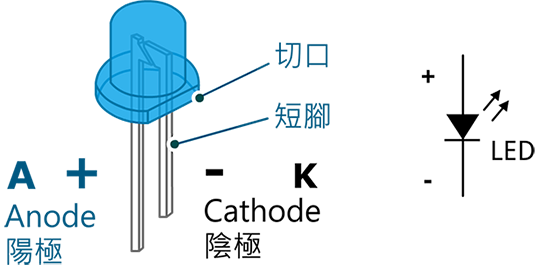 切口
短腳
A + - K
Anode
陽極
Cathode
陰極
+
LED
-